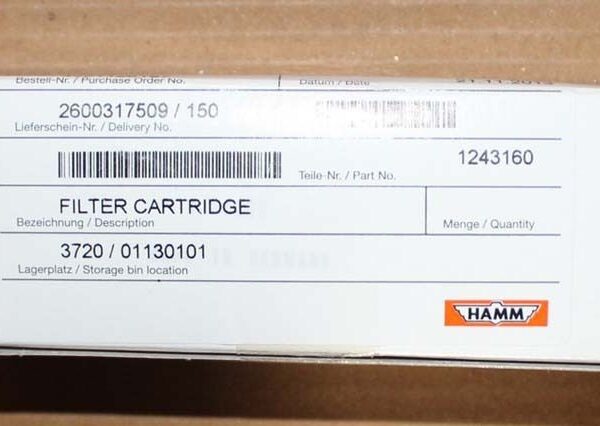 Bestell-Nr. / Purchase Order No.
Datum / Date
2600317509 / 150
Lieferschein-Nr. / Delivery No.
Teile-Nr. / Part No.
1243160
FILTER CARTRIDGE
Bezeichnung / Description
Menge / Quantity
3720 / 01130101
Lagerplatz / Storage bin location
HAMM